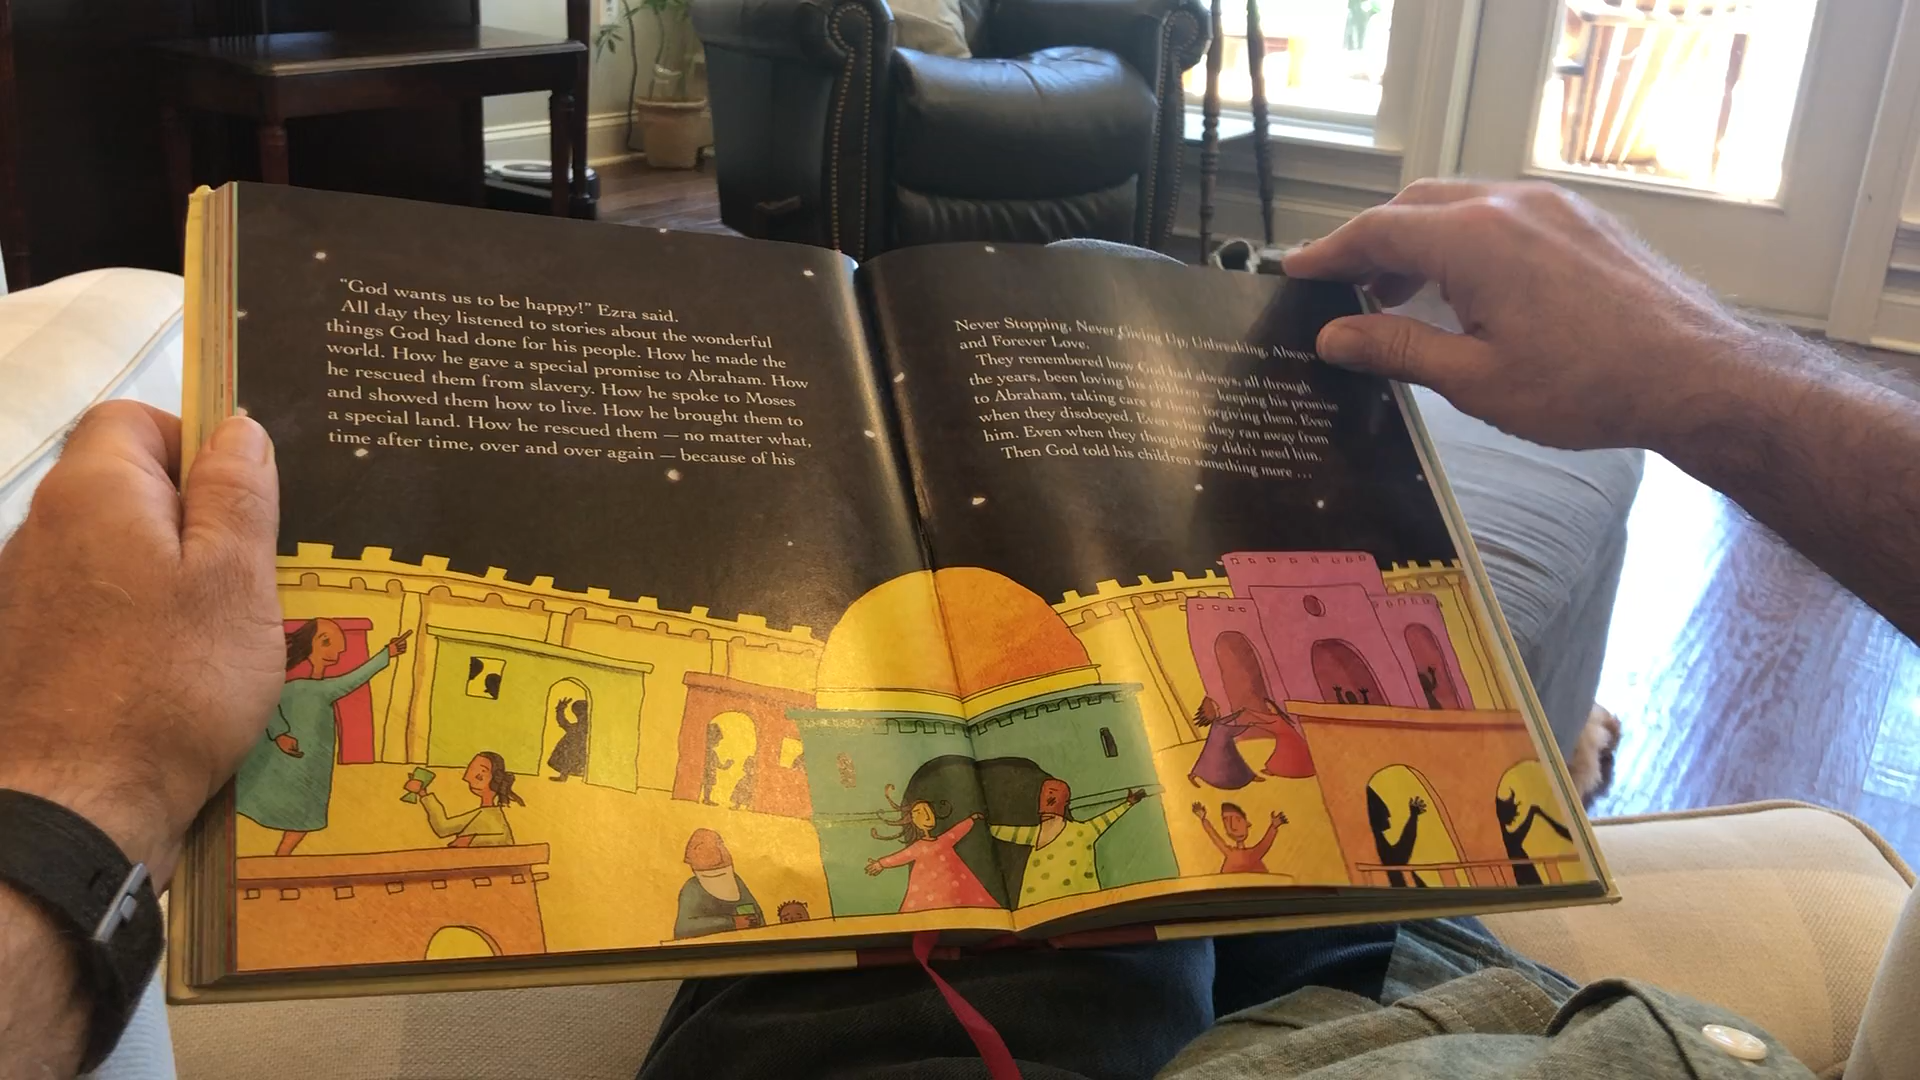 “God wants us to be happy!” Ezra said.
All day they listened to stories about the wonderful
things God had done for his people. How he made the
world. How he gave a special promise to Abraham. How
he rescued them from slavery. How he spoke to Moses
and showed them how to live. How he brought them to
a special land. How he rescued them — no matter what,
time after time, over and over again — because of his
Never Stopping, Never Giving Up, Unbreaking, Always
and Forever Love.
They remembered how God had always, all through
the years, been loving his children — keeping his promise
to Abraham, taking care of them, forgiving them. Even
when they disobeyed. Even when they ran away from
him. Even when they thought they didn't need him.
Then God told his children something more ...